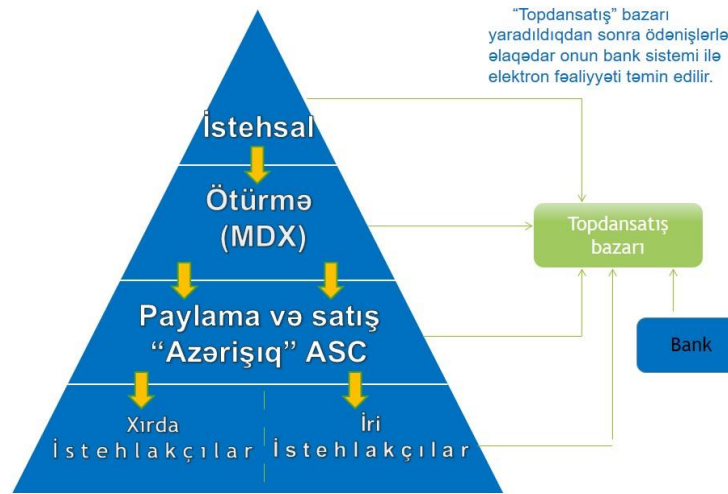 “Topdansatış” bazarı
yaradıldıqdan sonra ödənişlərlə
əlaqədar onun bank sistemi ilə
elektron fəaliyyəti təmin edilir.
İstehsal
Ötürmə
(MDX)
Topdansatış
bazarı
Paylama və satış
“Azərişıq” ASC
Bank
Xırda
İstehlakçılar
İri
İstehlakçılar